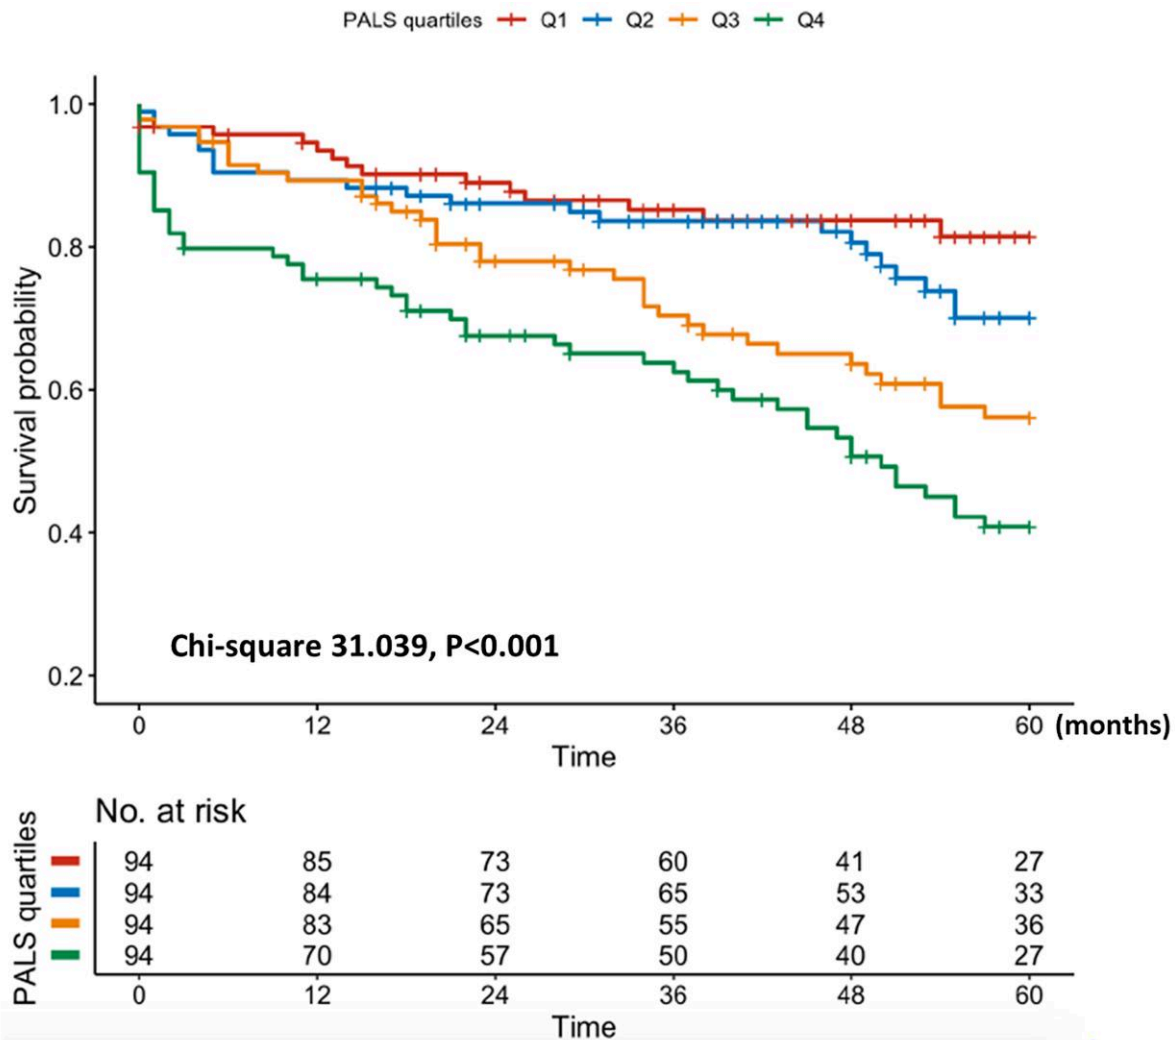 PALS quartiles Q1 Q2 Q3 Q4
Survival probability
1.0
0.8
0.6
0.4
0.2
Chi-square 31.039, P<0.001
0 12 24 36 48 60 (months)
Time
No. at risk
PALS quartiles
94 85 73 60 41 27
94 84 73 65 53 33
94 83 65 55 47 36
94 70 57 50 40 27
0 12 24 36 48 60
Time